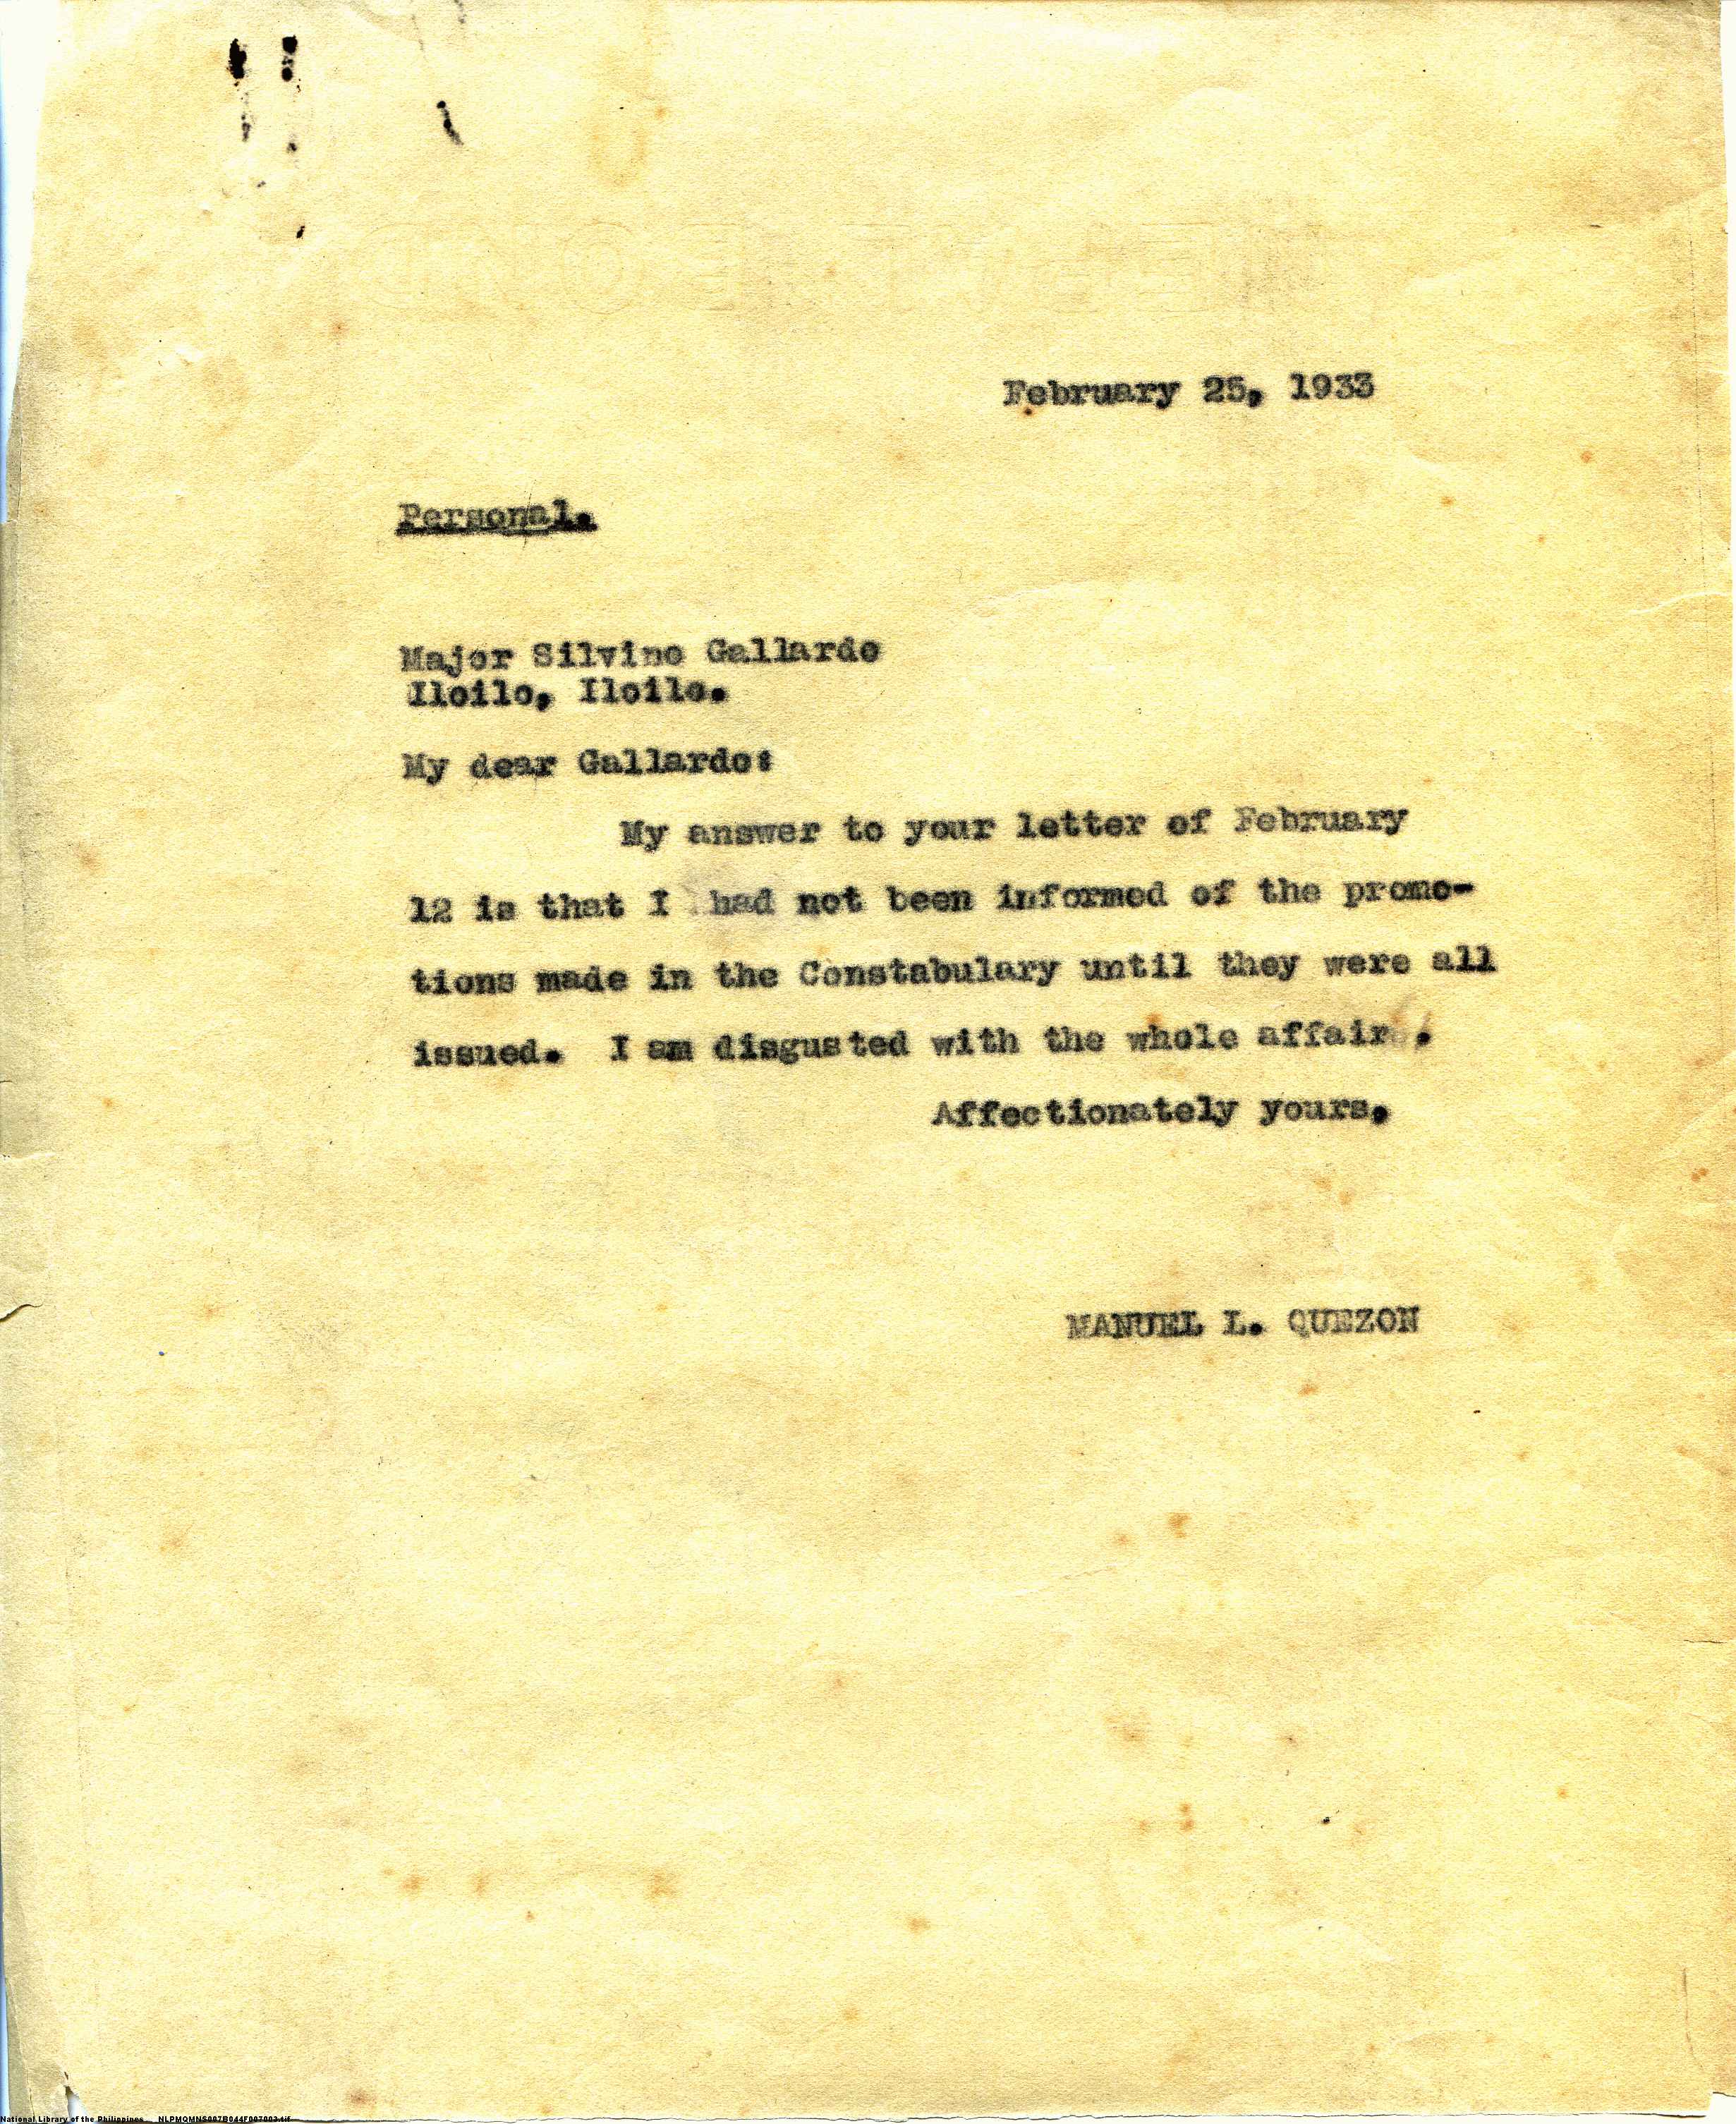 February 25, 1933
Personal.
Major Silvino Gallardo
Iloilo, Iloilo.
My dear Gallardo:
My answer to your letter of February
12 is that I had not been informed of the promo-
tions made in the Constabulary until they were all
issued. I am disgusted with the whole affair .
Affectionately yours,
MANUEL L. QUEZON
National Library of the Philippines